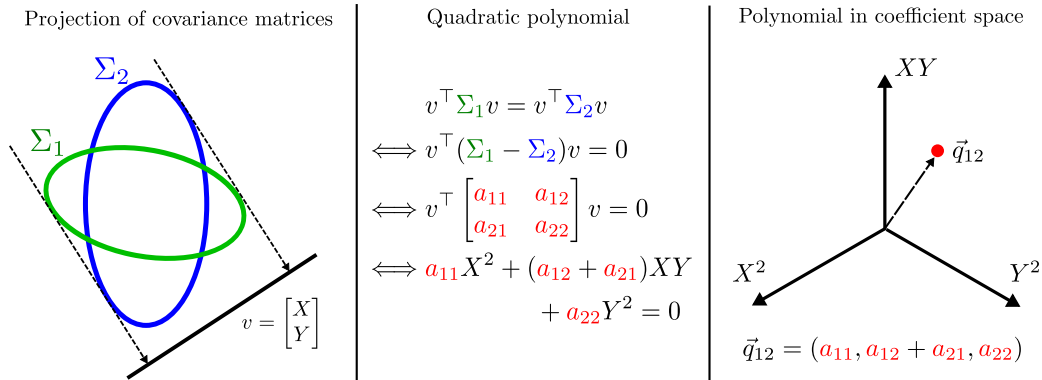 Projection of covariance matrices
Σ₂
Σ₁
v = [X
Y]
Quadratic polynomial
v⊤Σ₁v = v⊤Σ₂v
⟺ v⊤(Σ₁ − Σ₂)v = 0
⟺ v⊤ [a₁₁ a₁₂
a₂₁ a₂₂] v = 0
⟺ a₁₁X² + (a₁₂ + a₂₁)XY
+ a₂₂Y² = 0
Polynomial in coefficient space
XY
q⃗₁₂
X²
Y²
q⃗₁₂ = (a₁₁, a₁₂ + a₂₁, a₂₂)